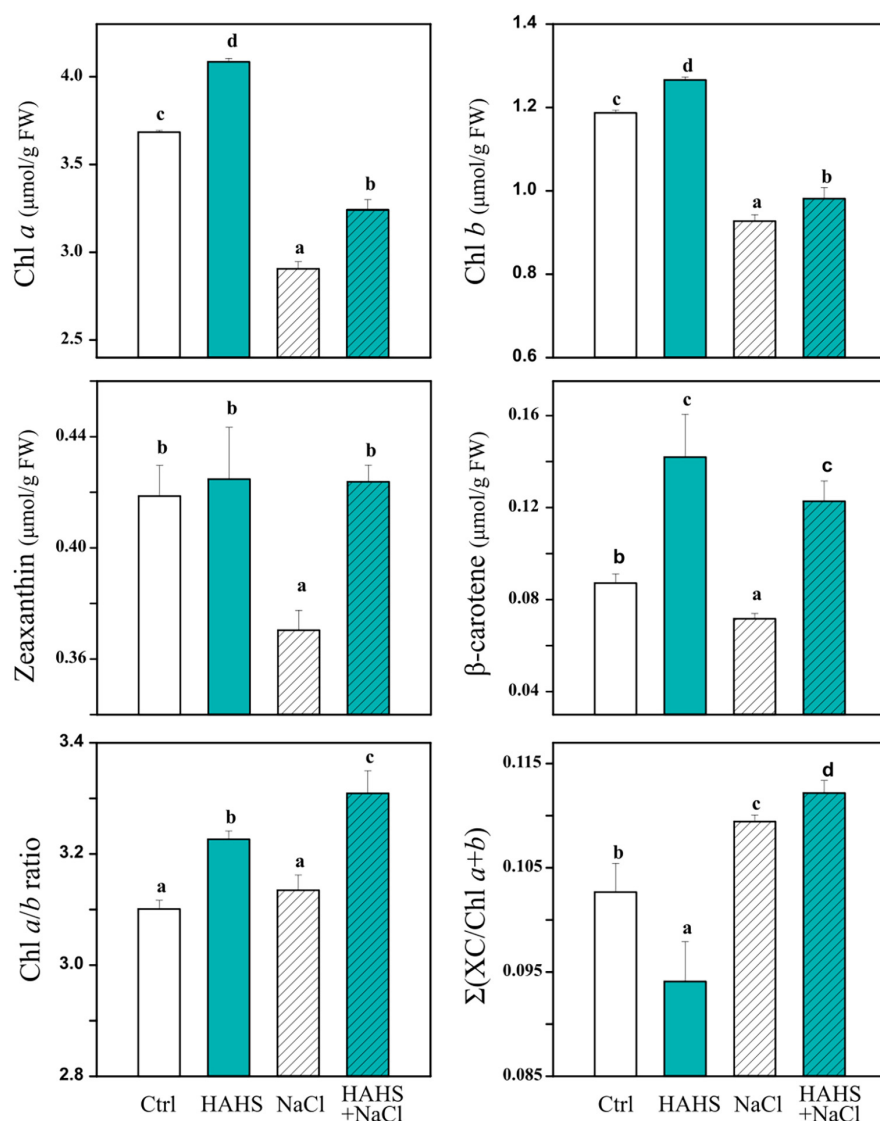 Chl a (μmol/g FW)
4.0
3.5
3.0
2.5
c
d
a
b
Chl b (μmol/g FW)
1.4
1.2
1.0
0.8
0.6
c
d
a
b
Zeaxanthin (μmol/g FW)
0.44
0.40
0.36
b
b
a
b
β-carotene (μmol/g FW)
0.16
0.12
0.08
0.04
b
c
a
c
Chl a/b ratio
3.4
3.2
3.0
2.8
a
b
a
c
Ctrl
HAHS
NaCl
HAHS
+NaCl
Σ(XC/Chl a+b)
0.115
0.105
0.095
0.085
b
a
c
d
Ctrl
HAHS
NaCl
HAHS
+NaCl